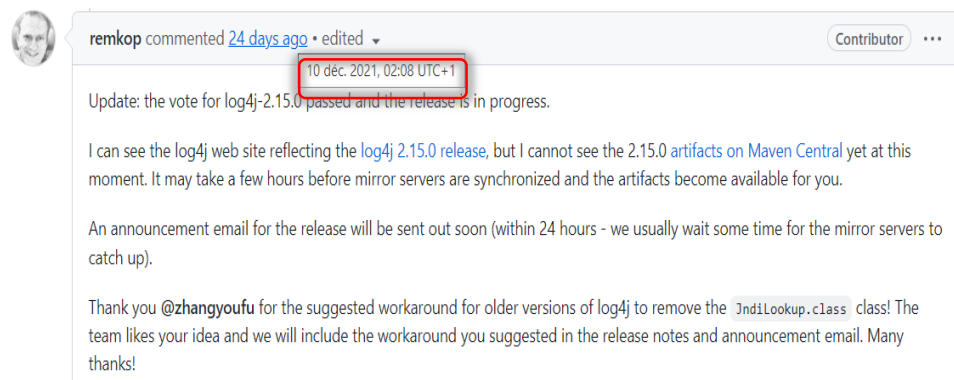 remkop commented 24 days ago • edited
Contributor ...
10 déc. 2021, 02:08 UTC+1
Update: the vote for log4j-2.15.0 passed and the release is in progress.
I can see the log4j web site reflecting the log4j 2.15.0 release, but I cannot see the 2.15.0 artifacts on Maven Central yet at this
moment. It may take a few hours before mirror servers are synchronized and the artifacts become available for you.
An announcement email for the release will be sent out soon (within 24 hours - we usually wait some time for the mirror servers to
catch up).
Thank you @zhangyoufu for the suggested workaround for older versions of log4j to remove the JndiLookup.class class! The
team likes your idea and we will include the workaround you suggested in the release notes and announcement email. Many
thanks!